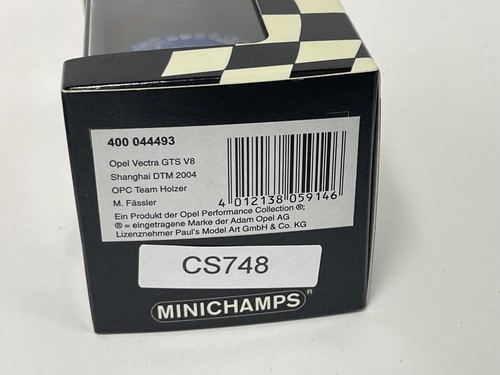 400 044493
Opel Vectra GTS V8
Shanghai DTM 2004
OPC Team Holzer
M. Fässler
4 012138 059146
Ein Produkt der Opel Performance Collection ®;
® = eingetragene Marke der Adam Opel AG
Lizenznehmer Paul's Model Art GmbH & Co. KG
CS748
MINICHAMPS®